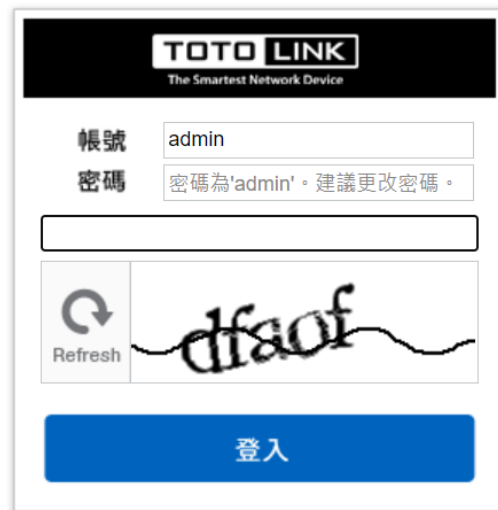 TOTO LINK
The Smartest Network Device
帳號 admin
密碼 密碼為'admin'。建議更改密碼。
Refresh dfaof
登入